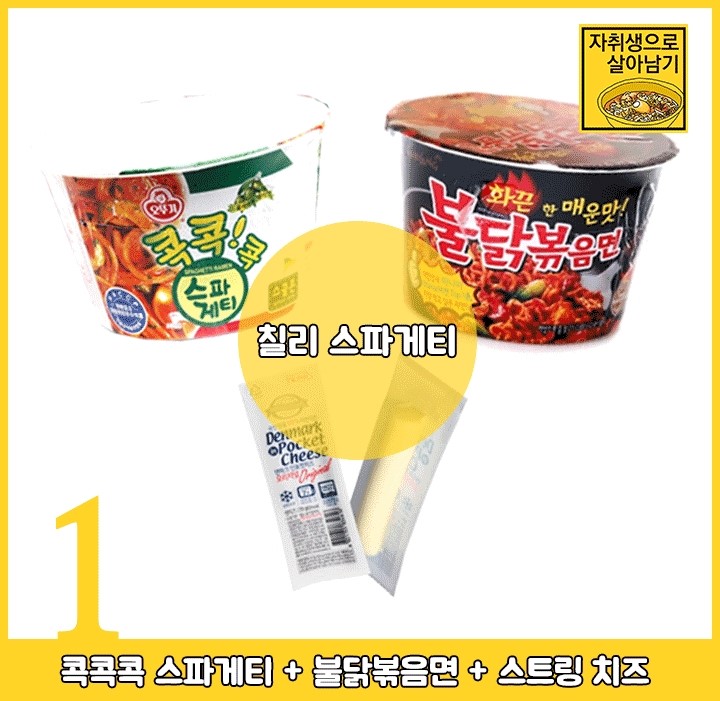 자취생으로
살아남기
오뚜기
콕콕!콕
SPAGHETTI RAMEN
스파
게티
화끈
한 매운맛!
불닭볶음면
칠리 스파게티
Denmark
in Pocket
Cheese
Original
1
콕콕콕 스파게티 + 불닭볶음면 + 스트링 치즈